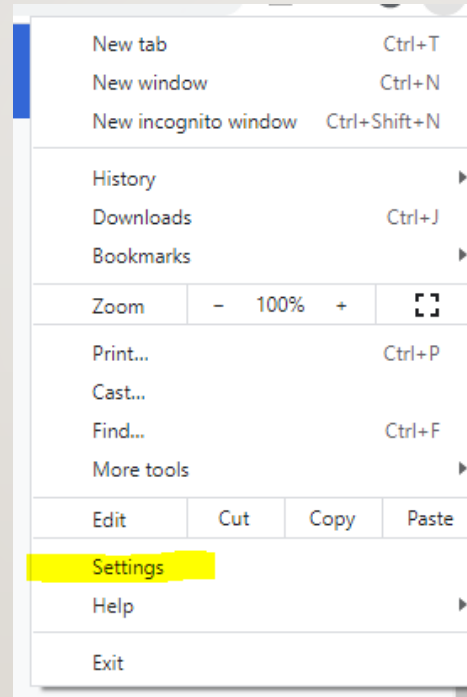 New tab Ctrl+T
New window Ctrl+N
New incognito window Ctrl+Shift+N
History
Downloads Ctrl+J
Bookmarks
Zoom - 100% +
Print... Ctrl+P
Cast...
Find... Ctrl+F
More tools
Edit Cut Copy Paste
Settings
Help
Exit